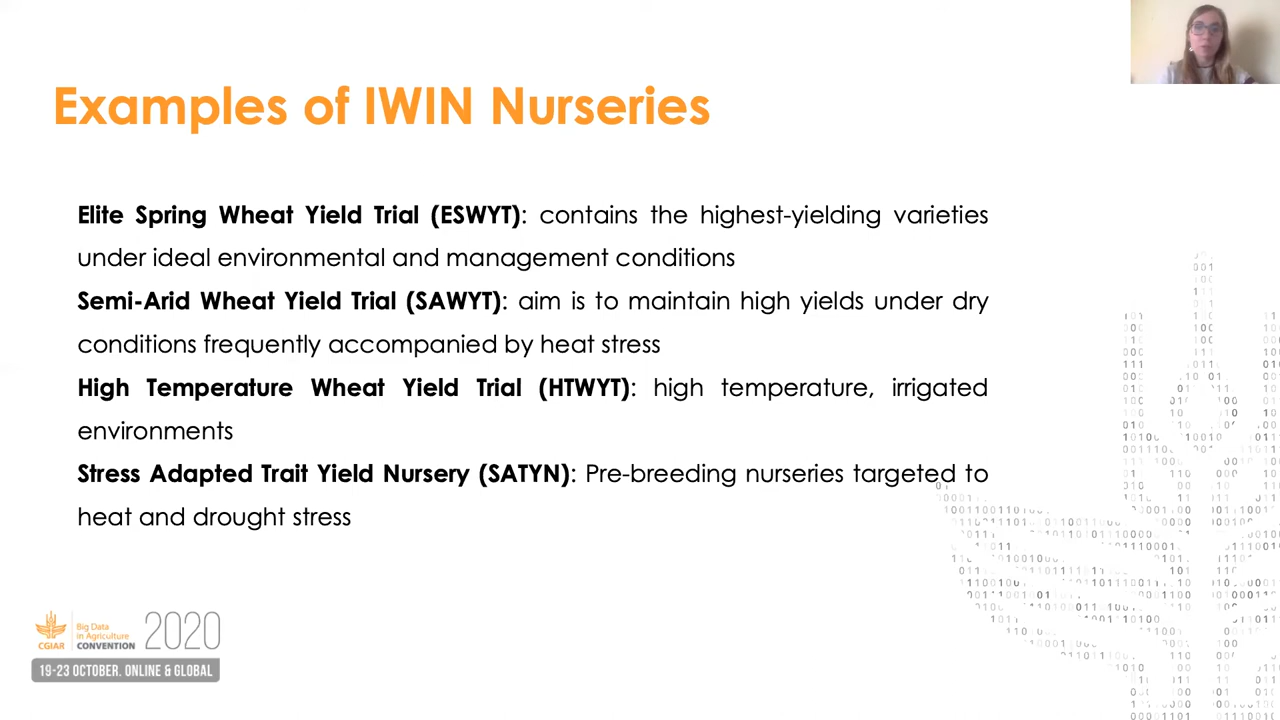 Examples of IWIN Nurseries
Elite Spring Wheat Yield Trial (ESWYT): contains the highest-yielding varieties
under ideal environmental and management conditions
Semi-Arid Wheat Yield Trial (SAWYT): aim is to maintain high yields under dry
conditions frequently accompanied by heat stress
High Temperature Wheat Yield Trial (HTWYT): high temperature, irrigated
environments
Stress Adapted Trait Yield Nursery (SATYN): Pre-breeding nurseries targeted to
heat and drought stress
CGIAR
Big Data
in Agriculture
CONVENTION
2020
19-23 OCTOBER. ONLINE & GLOBAL